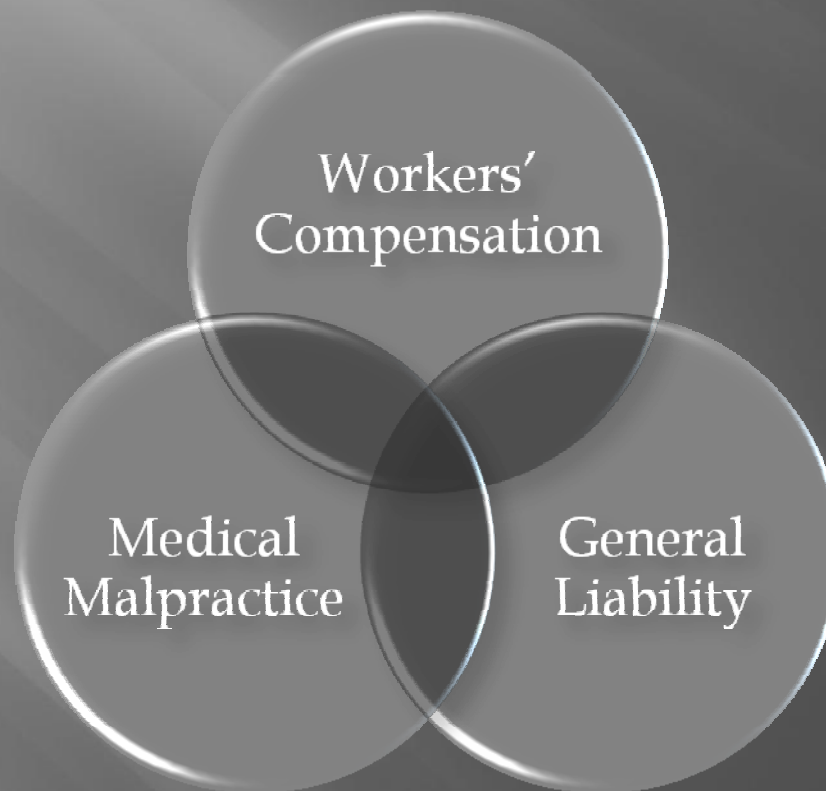 Workers’
Compensation
Medical
Malpractice
General
Liability